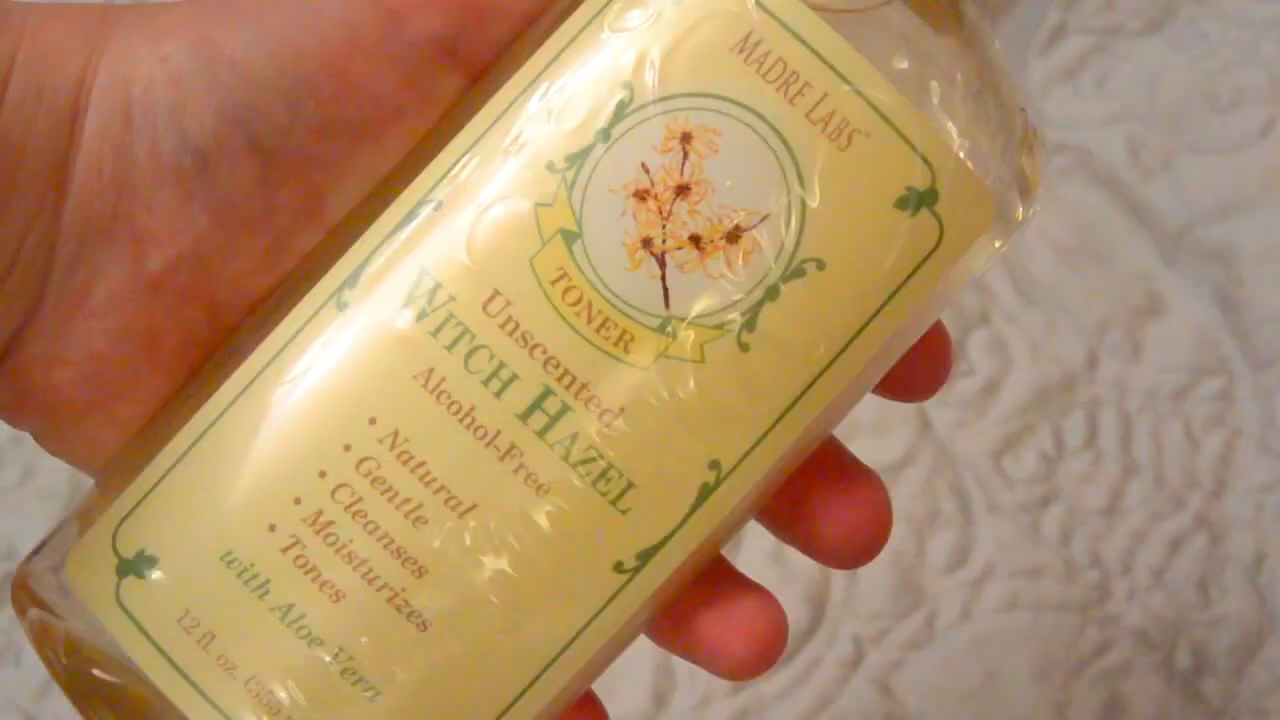 MADRE LABS
TONER
Unscented
WITCH HAZEL
Alcohol-Free
• Natural
• Gentle
• Cleanses
• Moisturizes
• Tones
with Aloe Vera
12 fl. oz.